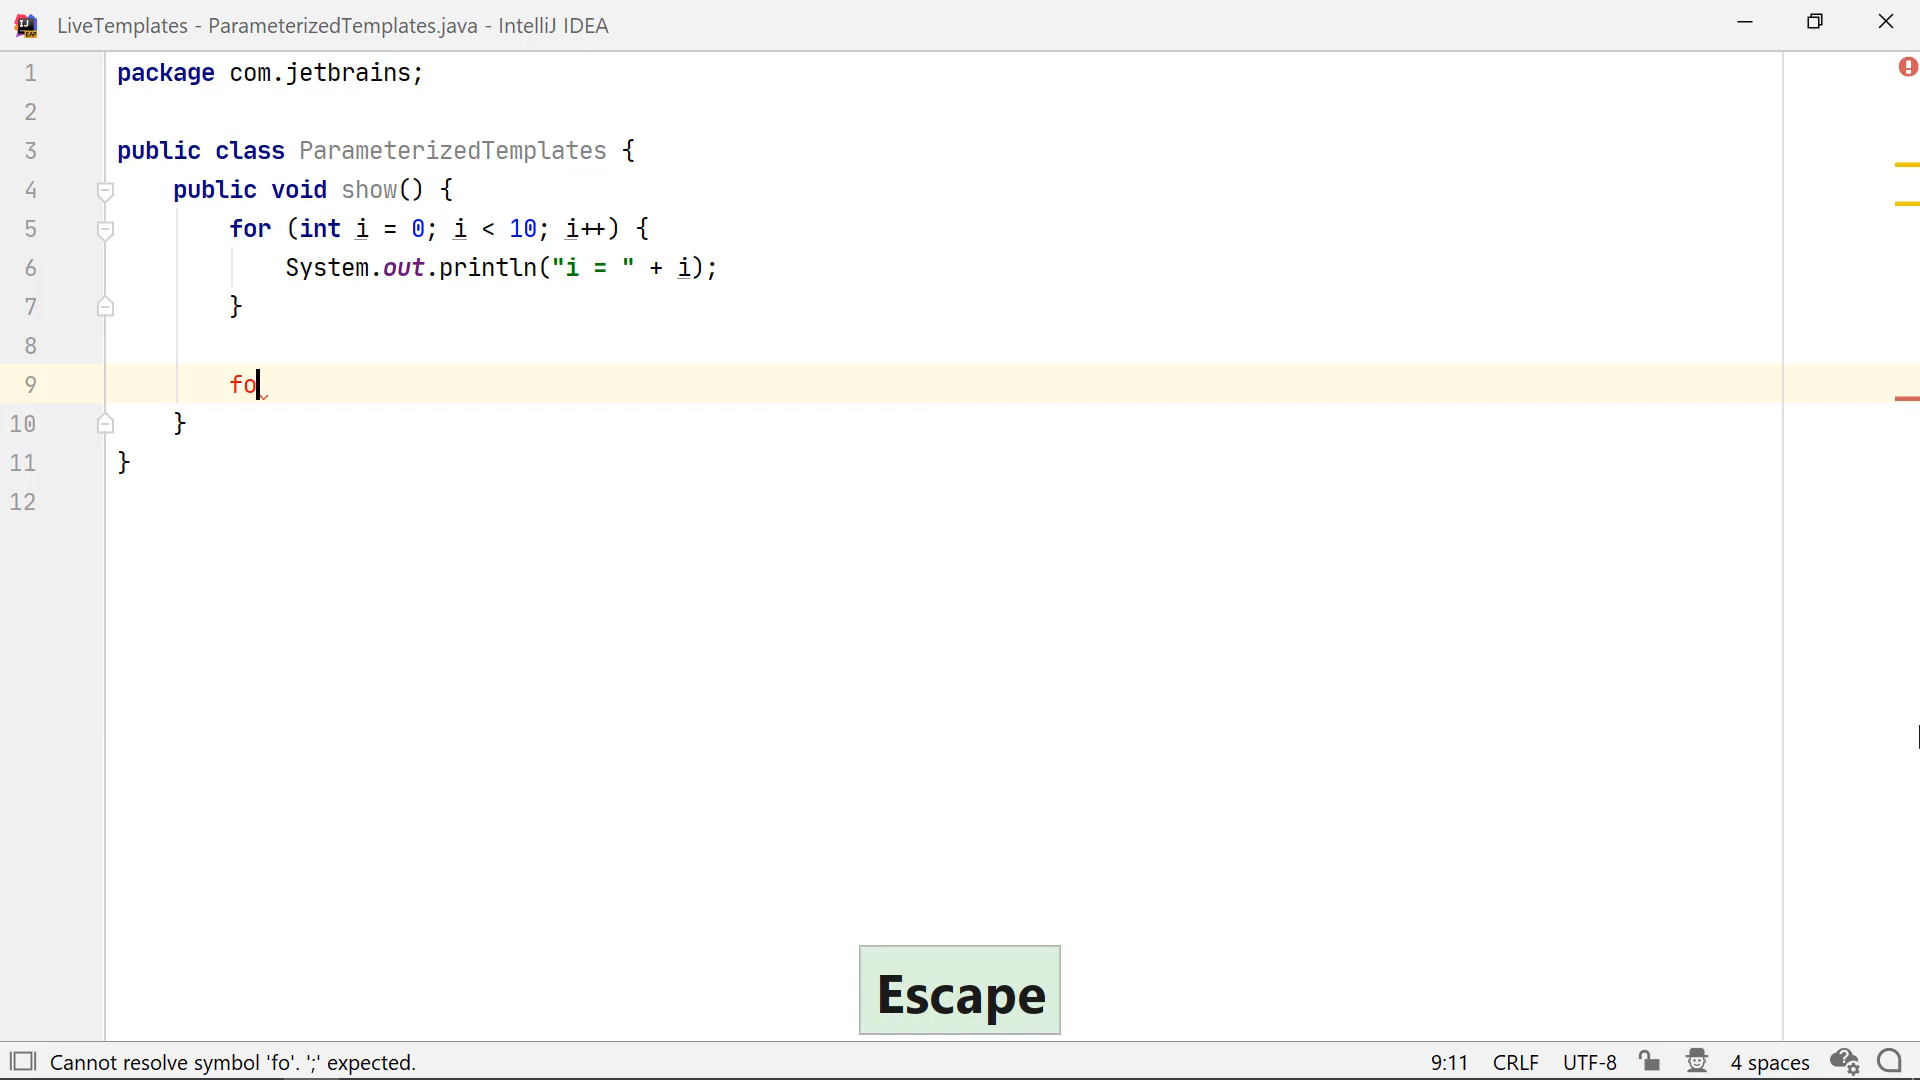 LiveTemplates - ParameterizedTemplates.java - IntelliJ IDEA
1 package com.jetbrains;
2
3 public class ParameterizedTemplates {
4 public void show() {
5 for (int i = 0; i < 10; i++) {
6 System.out.println("i = " + i);
7 }
8
9 fo
10 }
11 }
12
Escape
Cannot resolve symbol 'fo'. ';' expected. 9:11 CRLF UTF-8 4 spaces